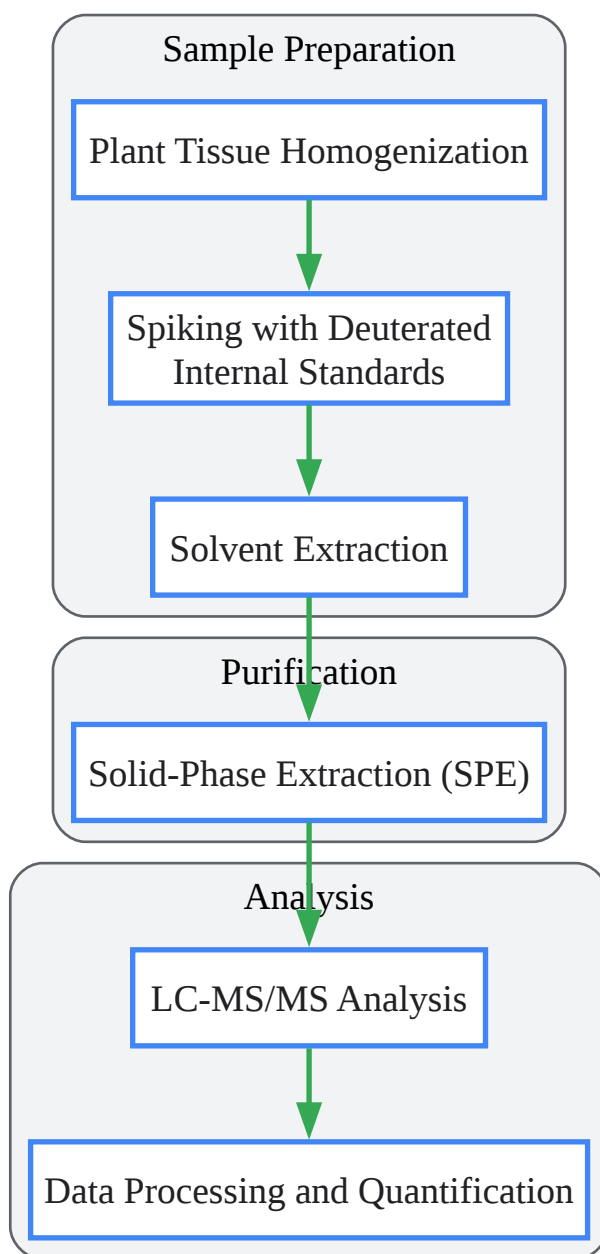 Sample Preparation
Plant Tissue Homogenization
Spiking with Deuterated
Internal Standards
Solvent Extraction
Purification
Solid-Phase Extraction (SPE)
Analysis
LC-MS/MS Analysis
Data Processing and Quantification